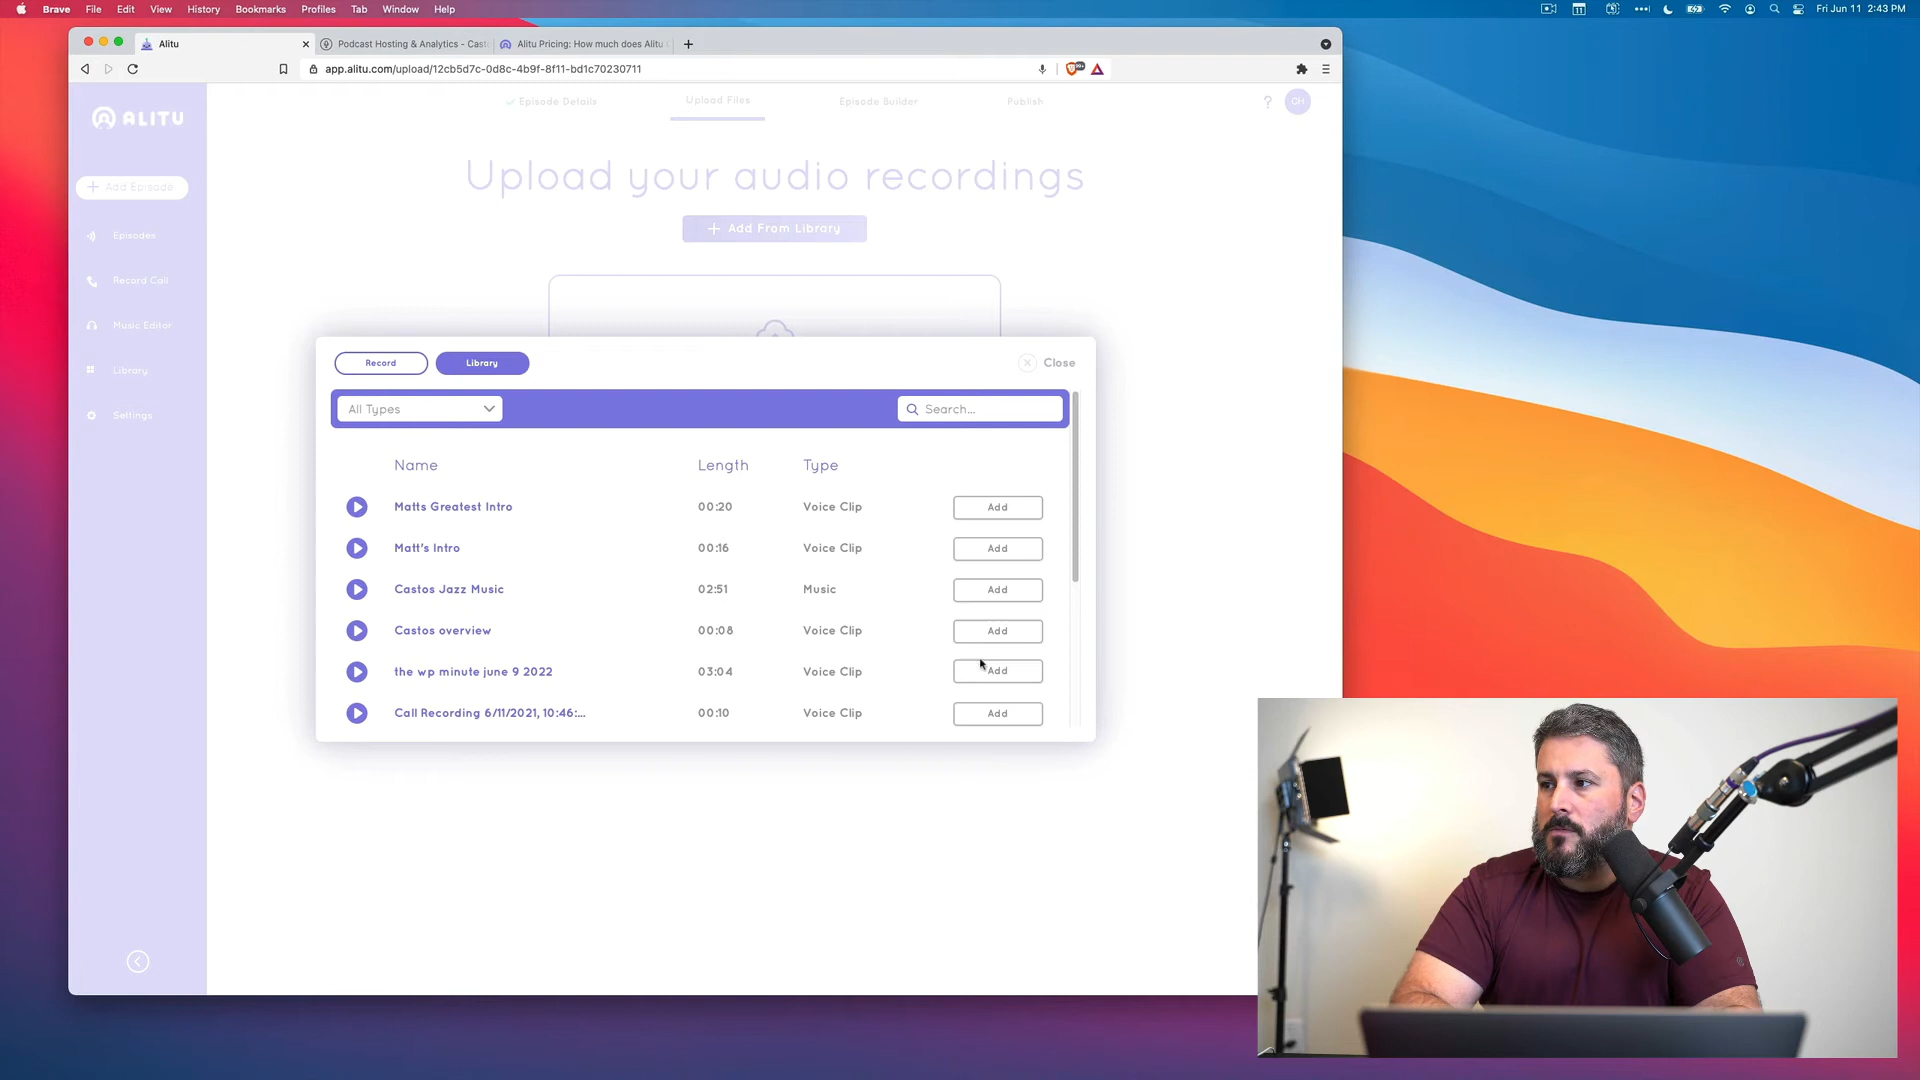 Brave File Edit View History Bookmarks Profiles Tab Window Help
11 Fri Jun 11 2:43 PM
Alitu
Podcast Hosting & Analytics - Cast
Alitu Pricing: How much does Alitu
app.alitu.com/upload/12cb5d7c-0d8c-4b9f-8f11-bd1c70230711
99+
ALITU
Episode Details Upload Files Episode Builder Publish
? CH
+ Add Episode
Episodes
Record Call
Music Editor
Library
Settings
Upload your audio recordings
+ Add From Library
Record Library Close
All Types Search...
Name Length Type
Matts Greatest Intro 00:20 Voice Clip Add
Matt's Intro 00:16 Voice Clip Add
Castos Jazz Music 02:51 Music Add
Castos overview 00:08 Voice Clip Add
the wp minute june 9 2022 03:04 Voice Clip Add
Call Recording 6/11/2021, 10:46:... 00:10 Voice Clip Add